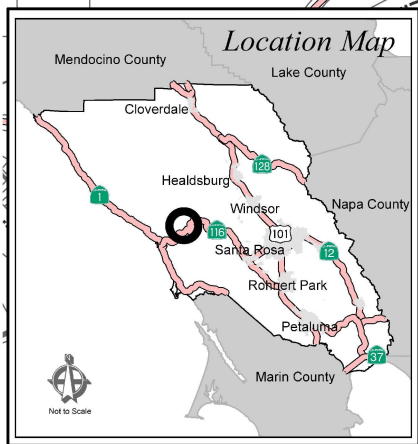 Location Map
Mendocino County
Lake County
Cloverdale
128
Healdsburg
1
Napa County
Windsor
116
101
12
Santa Rosa
Rohnert Park
Petaluma
37
Marin County
Not to Scale